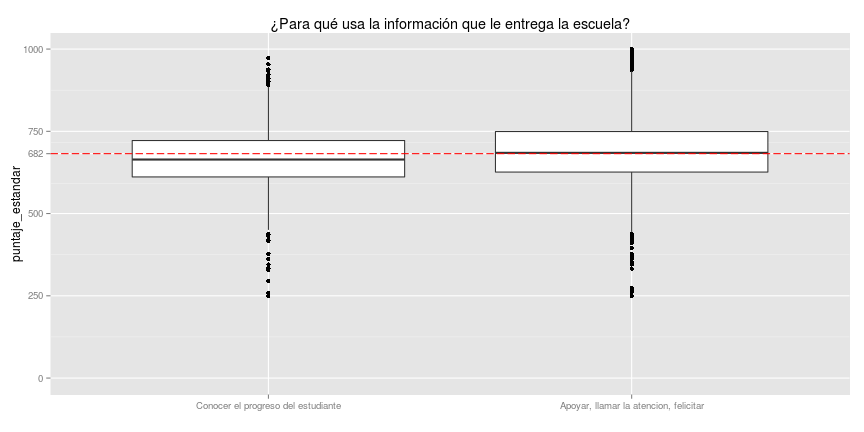 ¿Para qué usa la información que le entrega la escuela?
puntaje_estandar
1000
750
682
500
250
0
Conocer el progreso del estudiante
Apoyar, llamar la atencion, felicitar